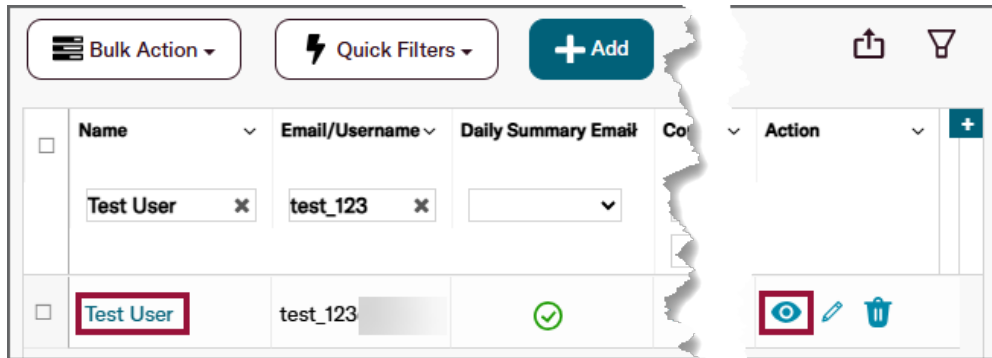 Bulk Action
Quick Filters
+ Add
Name
Email/Username
Daily Summary Email
Action
+
Test User
test_123
Test User
test_123